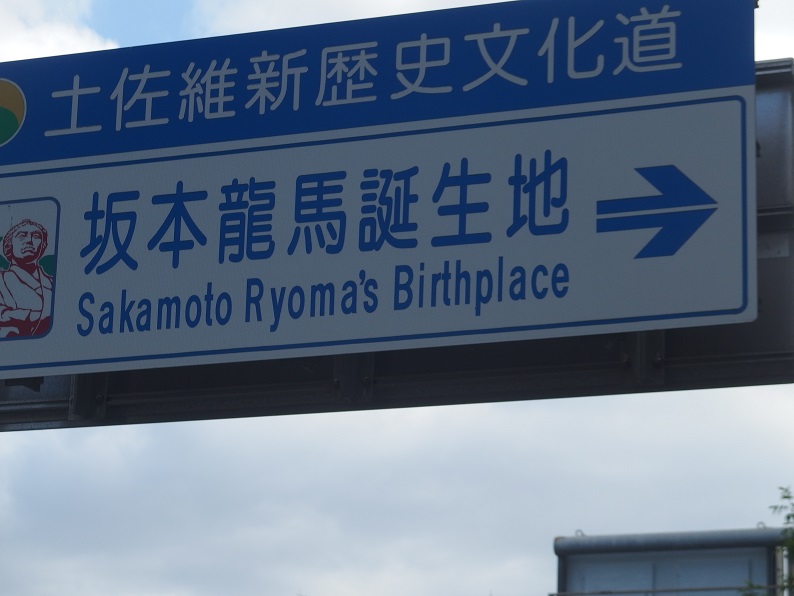 土佐維新歴史文化道
坂本龍馬誕生地
Sakamoto Ryoma's Birthplace